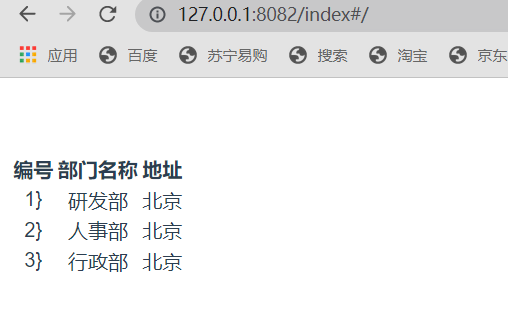 127.0.0.1:8082/index#/
应用 百度 苏宁易购 搜索 淘宝 京东
编号 部门名称 地址
1} 研发部 北京
2} 人事部 北京
3} 行政部 北京